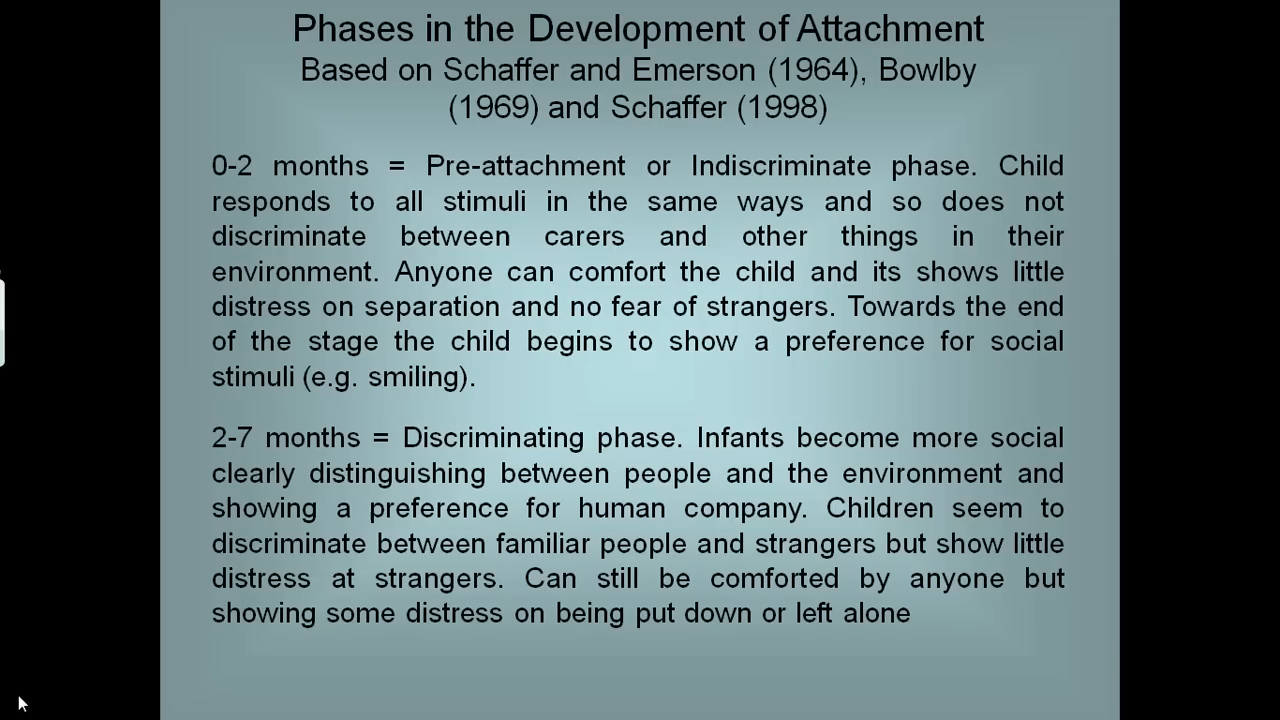 Phases in the Development of Attachment
Based on Schaffer and Emerson (1964), Bowlby
(1969) and Schaffer (1998)
0-2 months = Pre-attachment or Indiscriminate phase. Child
responds to all stimuli in the same ways and so does not
discriminate between carers and other things in their
environment. Anyone can comfort the child and its shows little
distress on separation and no fear of strangers. Towards the end
of the stage the child begins to show a preference for social
stimuli (e.g. smiling).
2-7 months = Discriminating phase. Infants become more social
clearly distinguishing between people and the environment and
showing a preference for human company. Children seem to
discriminate between familiar people and strangers but show little
distress at strangers. Can still be comforted by anyone but
showing some distress on being put down or left alone